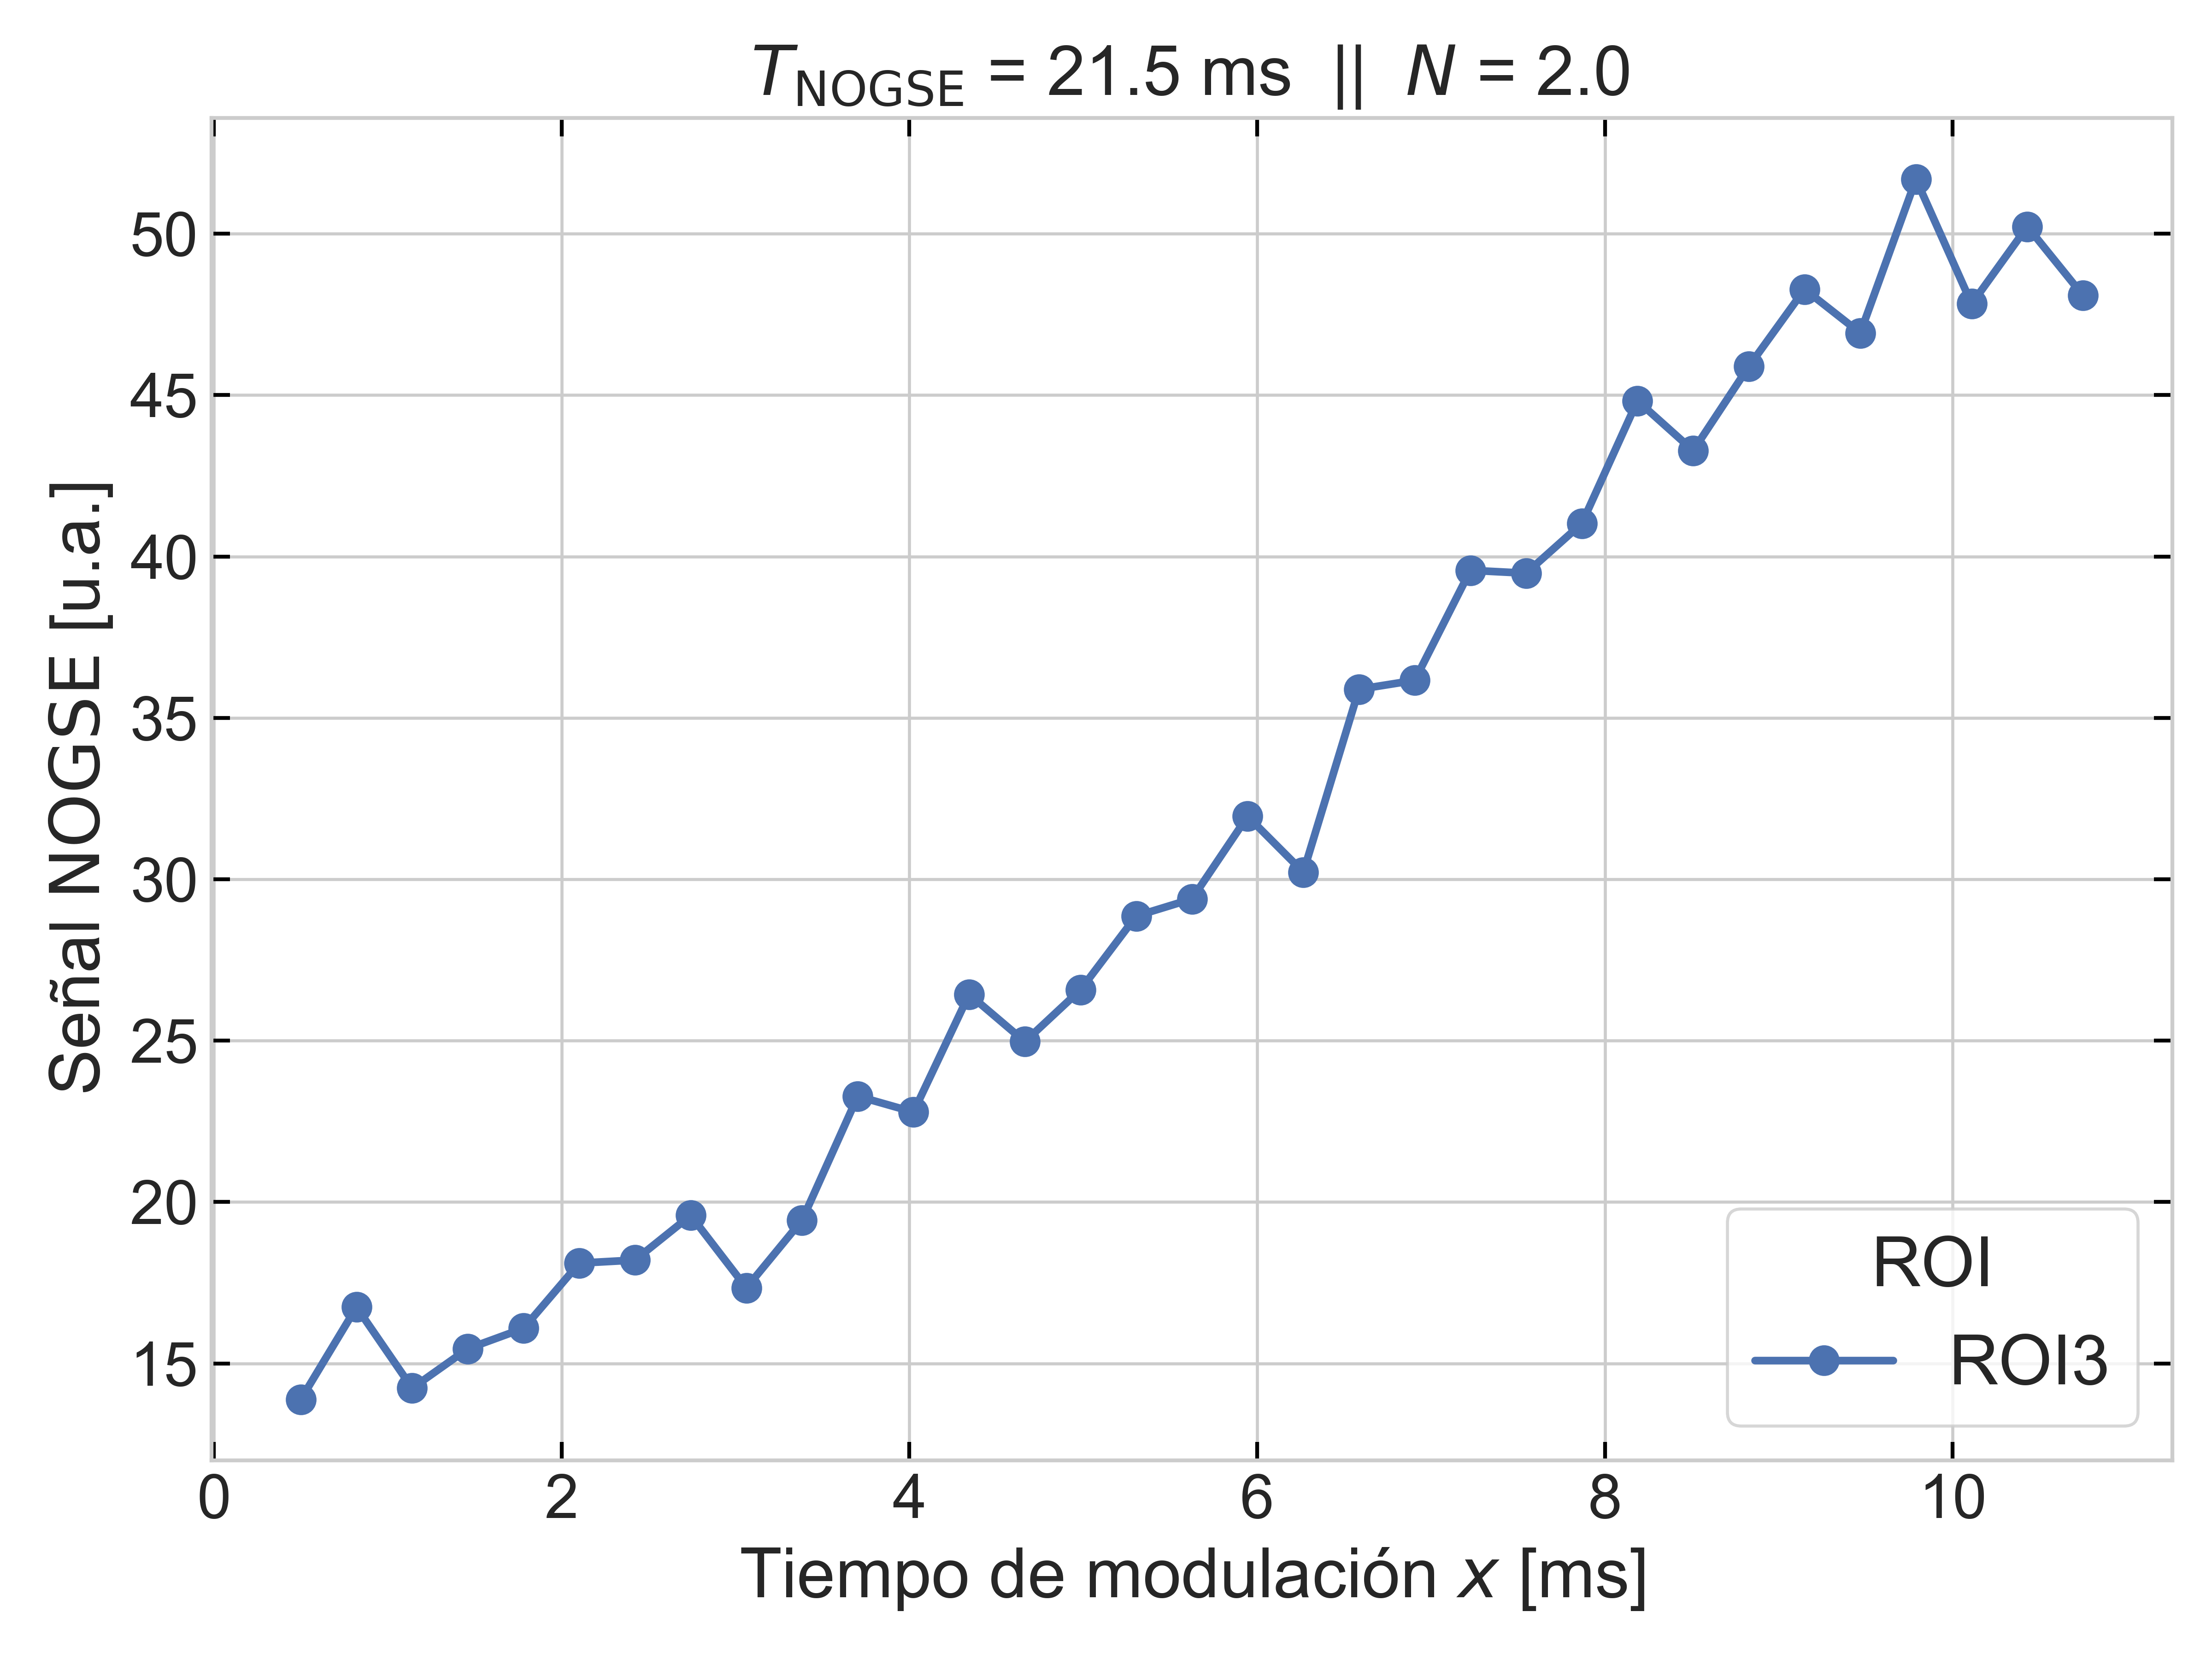 T_NOGSE = 21.5 ms || N = 2.0
Señal NOGSE [u.a.]
50
45
40
35
30
25
20
15
ROI
ROI3
0 2 4 6 8 10
Tiempo de modulación x [ms]